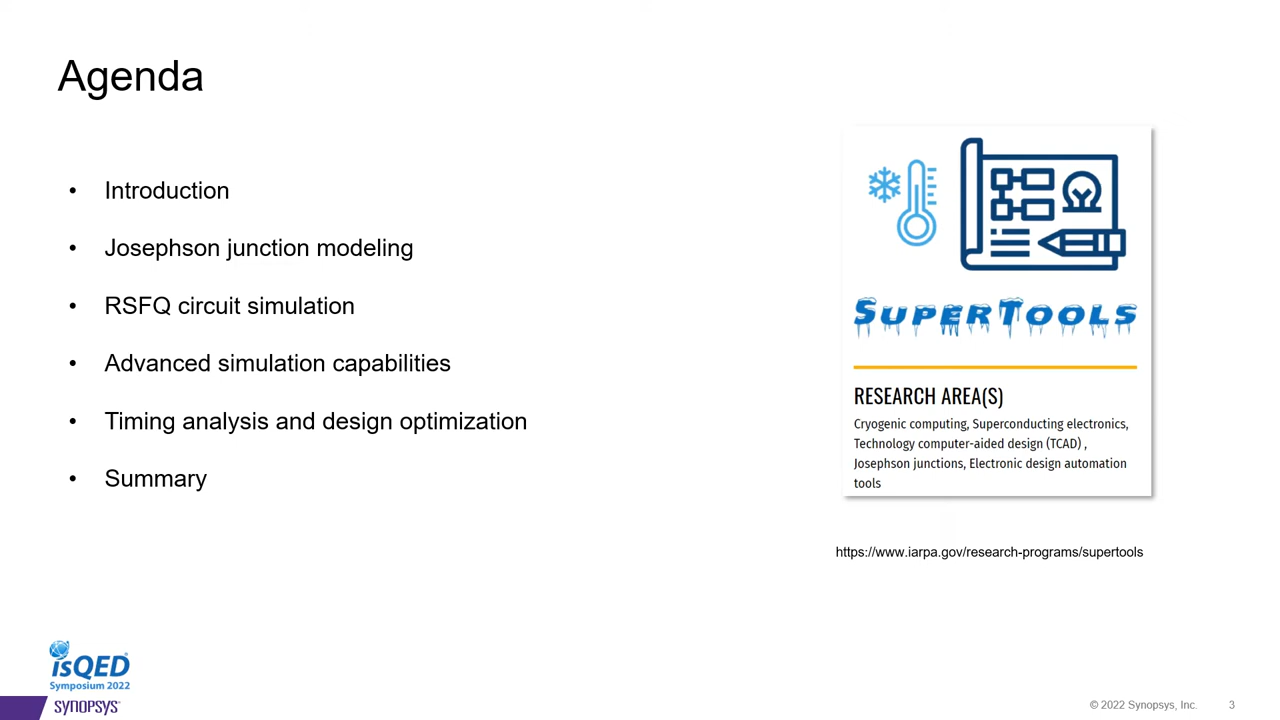 Agenda
• Introduction
• Josephson junction modeling
• RSFQ circuit simulation
• Advanced simulation capabilities
• Timing analysis and design optimization
• Summary
SUPERTOOLS
RESEARCH AREA(S)
Cryogenic computing, Superconducting electronics,
Technology computer-aided design (TCAD) ,
Josephson junctions, Electronic design automation
tools
https://www.iarpa.gov/research-programs/supertools
isQED
Symposium 2022
SYNOPSYS
© 2022 Synopsys, Inc. 3